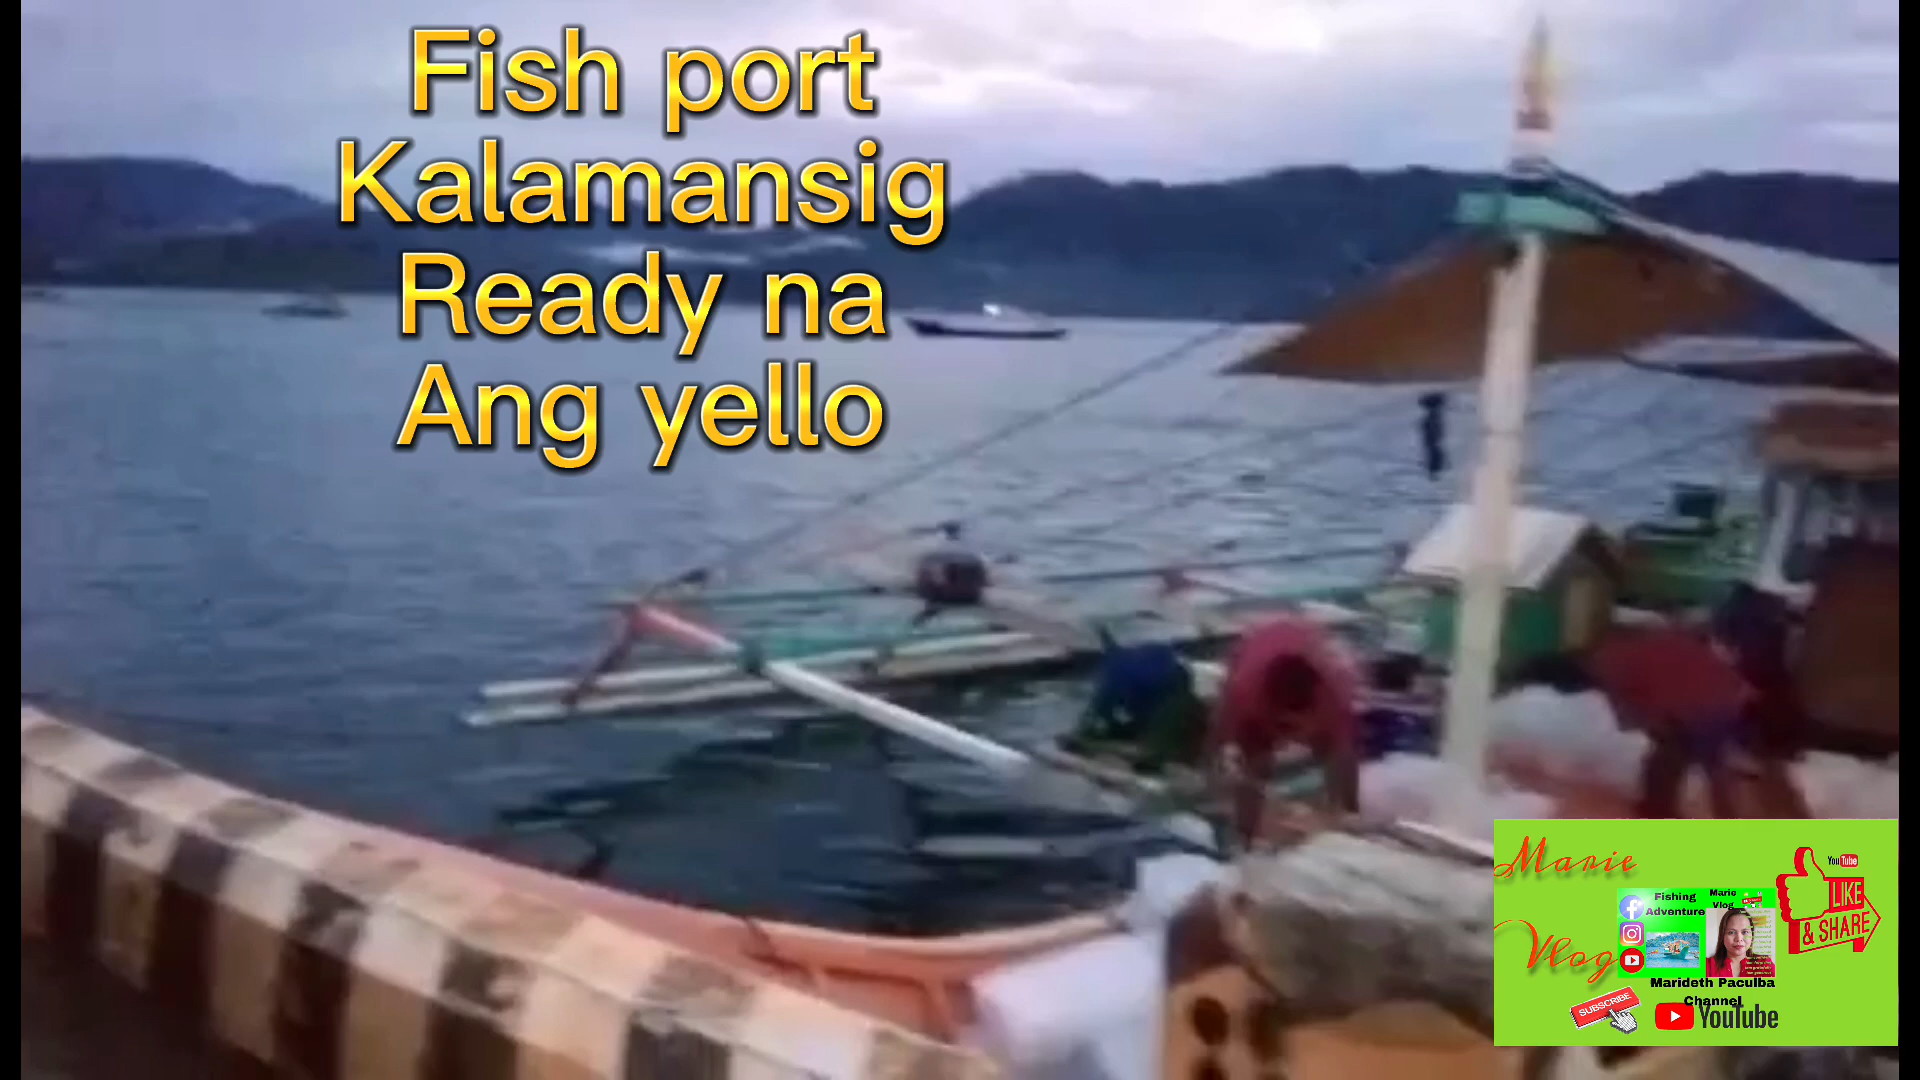 Fish port
Kalamansig
Ready na
Ang yello
Marie
Vlog
Fishing
Adventure
Marie
Vlog
Marideth Paculba
Channel
SUBSCRIBE
YouTube
YouTube
LIKE
& SHARE